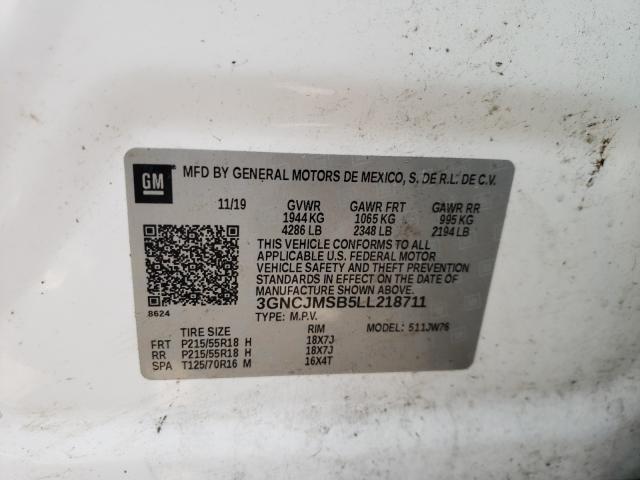 GM MFD BY GENERAL MOTORS DE MEXICO, S. DE R.L. DE C.V.
11/19 GVWR GAWR FRT GAWR RR
1944 KG 1065 KG 995 KG
4286 LB 2348 LB 2194 LB
THIS VEHICLE CONFORMS TO ALL
APPLICABLE U.S. FEDERAL MOTOR
VEHICLE SAFETY AND THEFT PREVENTION
STANDARDS IN EFFECT ON THE DATE OF
MANUFACTURE SHOWN ABOVE.
8624 3GNCJMSB5LL218711
TYPE: M.P.V. MODEL: 511JW76
TIRE SIZE RIM
FRT P215/55R18 H 18X7J
RR P215/55R18 H 18X7J
SPA T125/70R16 M 16X4T